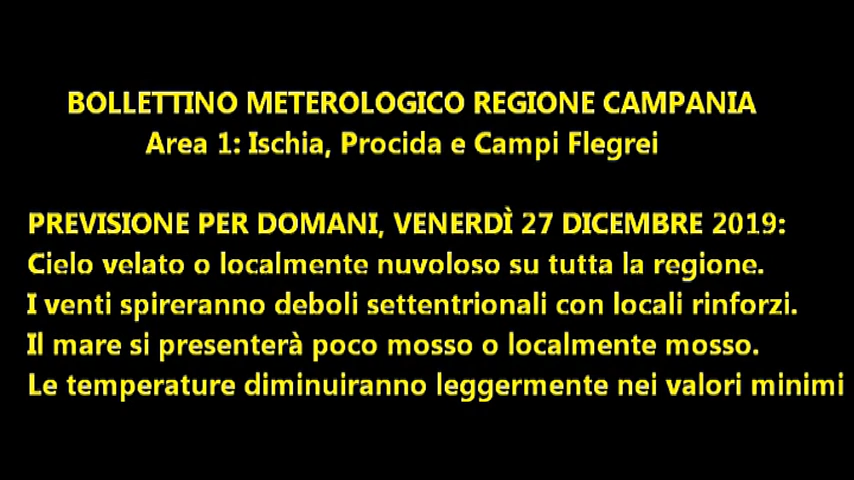 BOLLETTINO METEROLOGICO REGIONE CAMPANIA
Area 1: Ischia, Procida e Campi Flegrei
PREVISIONE PER DOMANI, VENERDÌ 27 DICEMBRE 2019:
Cielo velato o localmente nuvoloso su tutta la regione.
I venti spireranno deboli settentrionali con locali rinforzi.
Il mare si presenterà poco mosso o localmente mosso.
Le temperature diminuiranno leggermente nei valori minimi